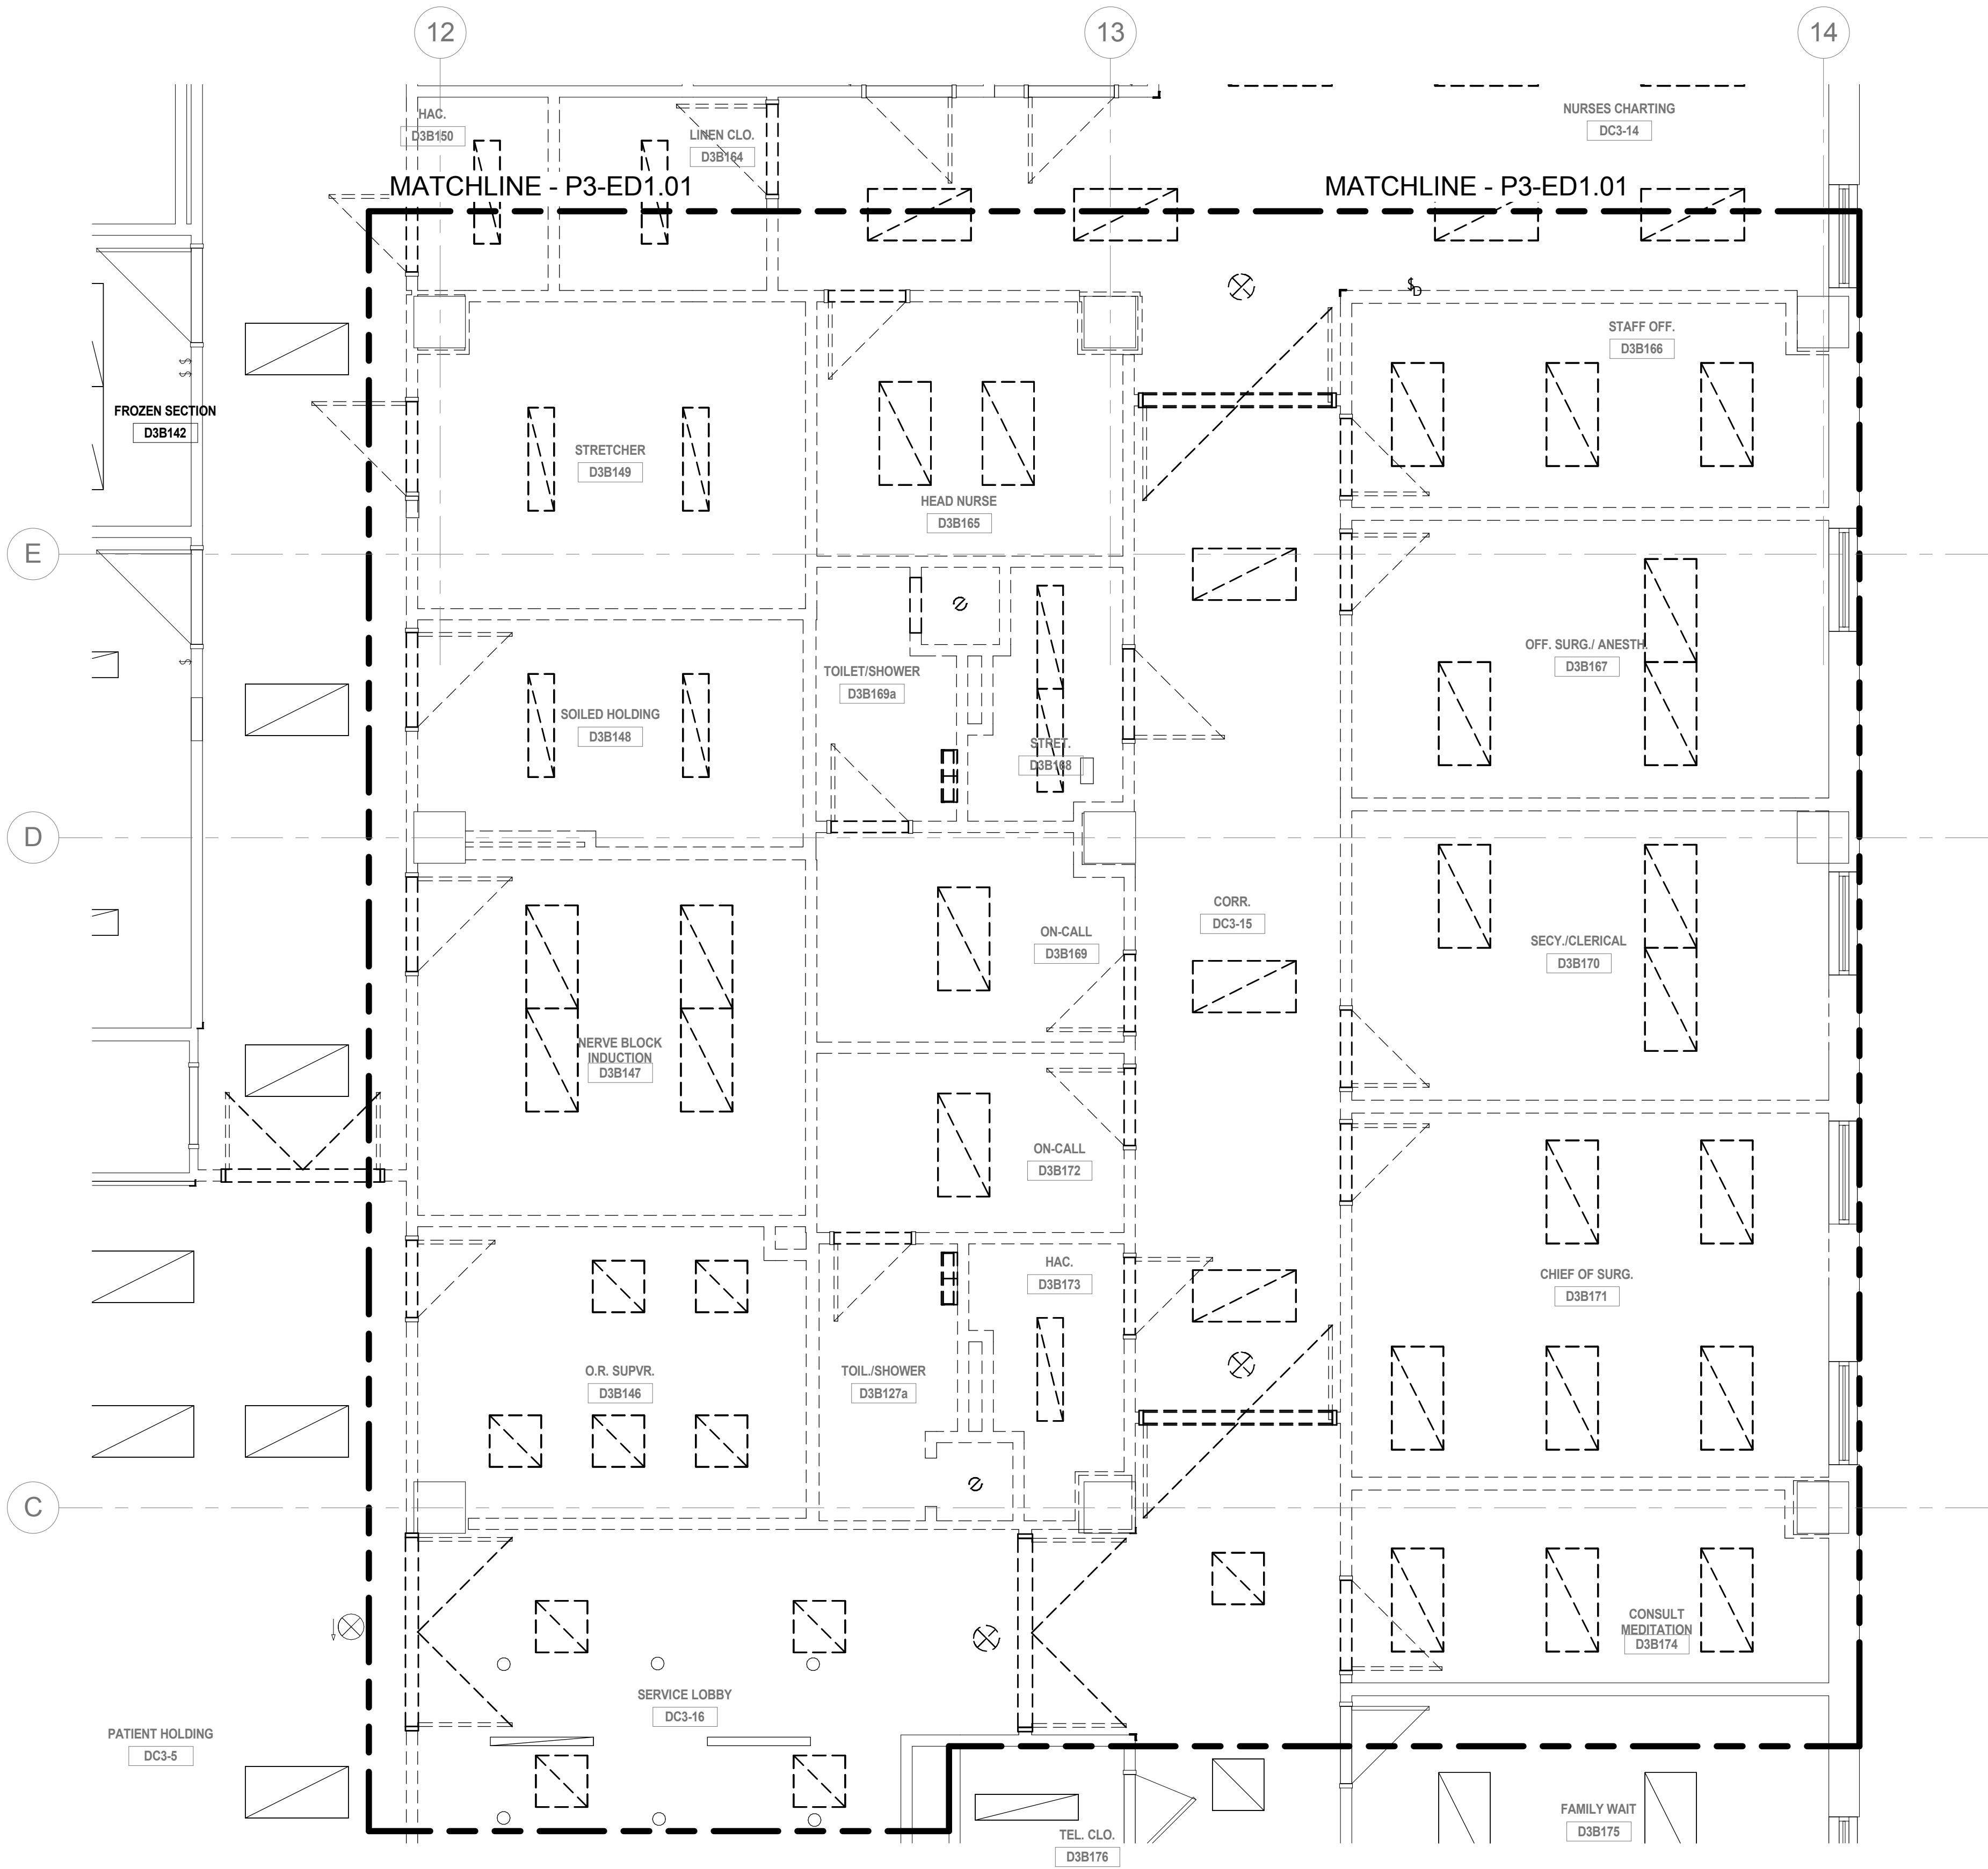 12
13
14
HAC.
D3B150
LINEN CLO.
D3B164
NURSES CHARTING
DC3-14
MATCHLINE - P3-ED1.01
MATCHLINE - P3-ED1.01
$
D
STAFF OFF.
D3B166
FROZEN SECTION
D3B142
STRETCHER
D3B149
HEAD NURSE
D3B165
E
TOILET/SHOWER
D3B169a
OFF. SURG./ ANESTH.
D3B167
SOILED HOLDING
D3B148
STRET.
D3B168
D
ON-CALL
D3B169
CORR.
DC3-15
SECY./CLERICAL
D3B170
NERVE BLOCK
INDUCTION
D3B147
ON-CALL
D3B172
HAC.
D3B173
CHIEF OF SURG.
D3B171
O.R. SUPVR.
D3B146
TOIL./SHOWER
D3B127a
C
CONSULT
MEDITATION
D3B174
SERVICE LOBBY
DC3-16
PATIENT HOLDING
DC3-5
FAMILY WAIT
D3B175
TEL. CLO.
D3B176